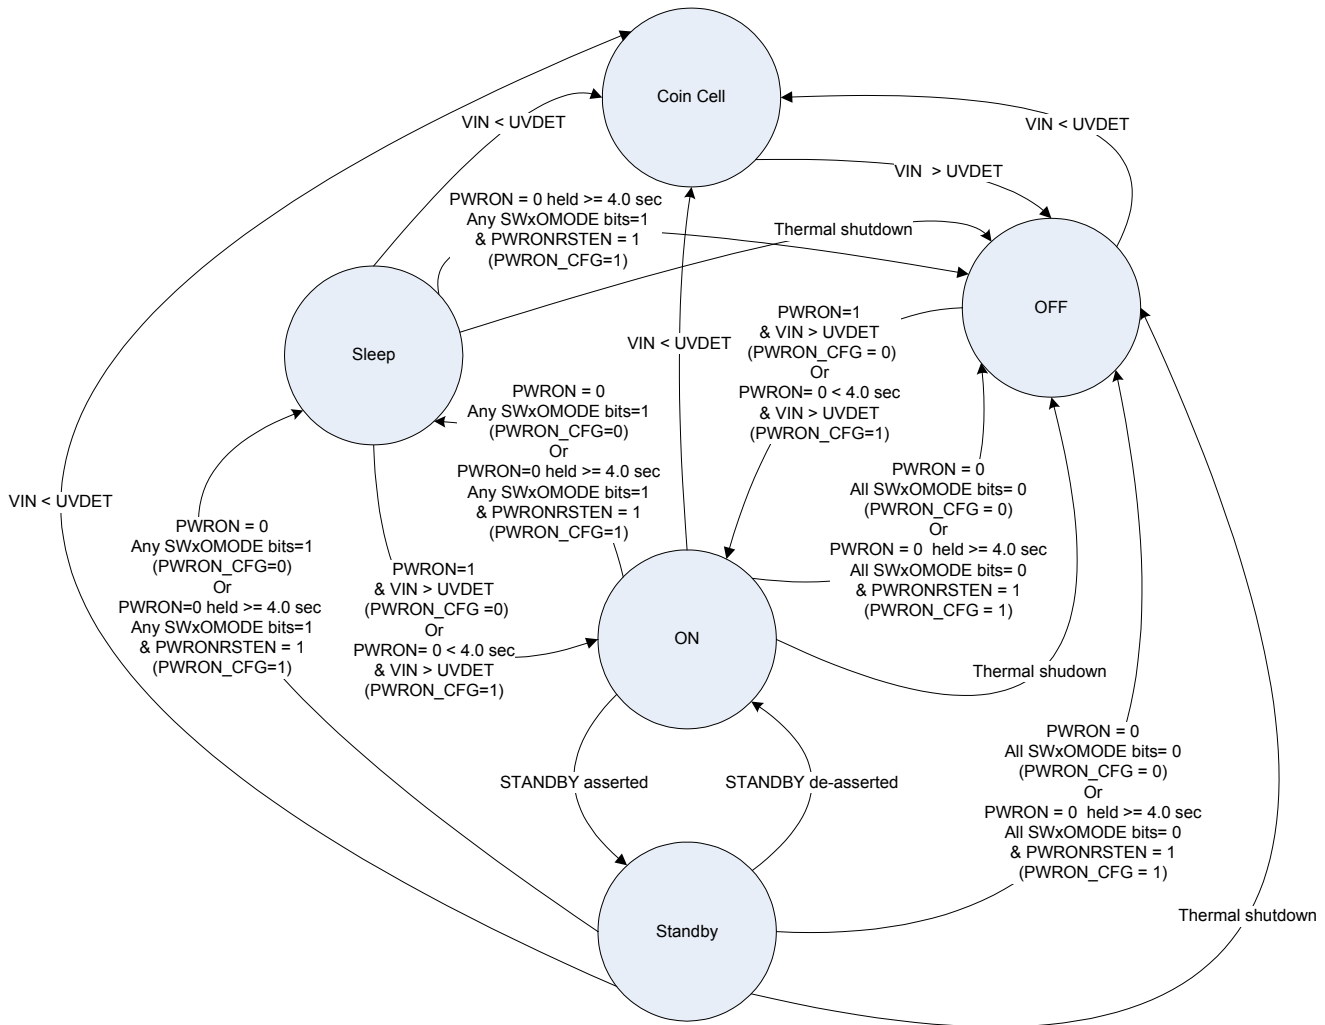 Coin Cell
VIN < UVDET
VIN < UVDET
VIN  > UVDET
PWRON = 0 held >= 4.0 sec
Any SWxOMODE bits=1
& PWRONRSTEN = 1
(PWRON_CFG=1)
Thermal shutdown
OFF
Sleep
VIN < UVDET
PWRON=1
& VIN > UVDET
(PWRON_CFG = 0)
Or
PWRON= 0 < 4.0 sec
& VIN > UVDET
(PWRON_CFG=1)
PWRON = 0
Any SWxOMODE bits=1
(PWRON_CFG=0)
Or
PWRON=0 held >= 4.0 sec
Any SWxOMODE bits=1
& PWRONRSTEN = 1
(PWRON_CFG=1)
PWRON = 0
All SWxOMODE bits= 0
(PWRON_CFG = 0)
Or
PWRON = 0  held >= 4.0 sec
All SWxOMODE bits= 0
& PWRONRSTEN = 1
(PWRON_CFG = 1)
VIN < UVDET
PWRON = 0
Any SWxOMODE bits=1
(PWRON_CFG=0)
Or
PWRON=0 held >= 4.0 sec
Any SWxOMODE bits=1
& PWRONRSTEN = 1
(PWRON_CFG=1)
PWRON=1
& VIN > UVDET
(PWRON_CFG =0)
Or
PWRON= 0 < 4.0 sec
& VIN > UVDET
(PWRON_CFG=1)
ON
Thermal shudown
STANDBY asserted
STANDBY de-asserted
PWRON = 0
All SWxOMODE bits= 0
(PWRON_CFG = 0)
Or
PWRON = 0  held >= 4.0 sec
All SWxOMODE bits= 0
& PWRONRSTEN = 1
(PWRON_CFG = 1)
Standby
Thermal shutdown